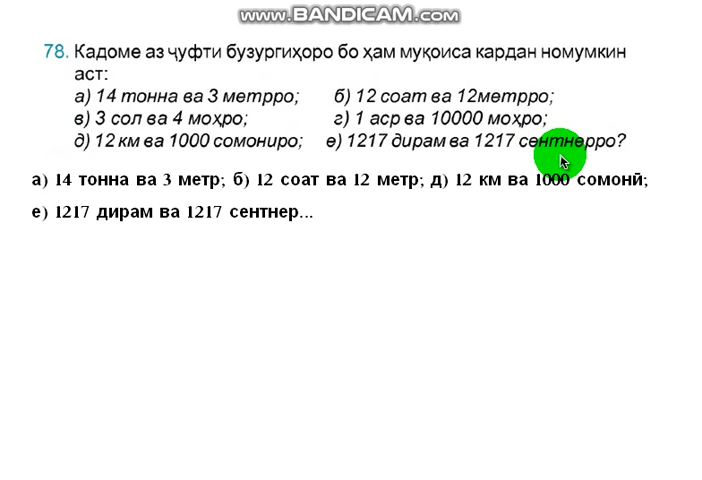 www.BANDICAM.com
78. Кадоме аз ҷуфти бузургиҳоро бо ҳам муқоиса кардан номумкин
аст:
а) 14 тонна ва 3 метрро; б) 12 соат ва 12метрро;
в) 3 сол ва 4 моҳро; г) 1 аср ва 10000 моҳро;
д) 12 км ва 1000 сомониро; е) 1217 дирам ва 1217 сентнерро?
а) 14 тонна ва 3 метр; б) 12 соат ва 12 метр; д) 12 км ва 1000 сомонӣ;
е) 1217 дирам ва 1217 сентнер...